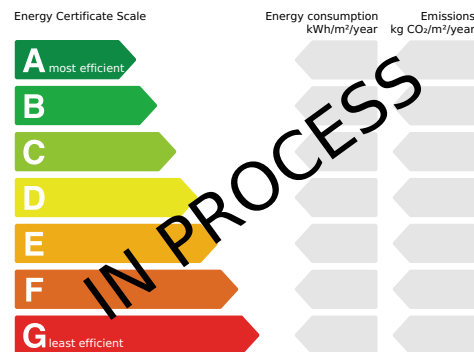 Energy Certificate Scale
Energy consumption
kWh/m²/year
Emissions
kg CO₂/m²/year
A most efficient
B
C
D
E
F
G least efficient
IN PROCESS